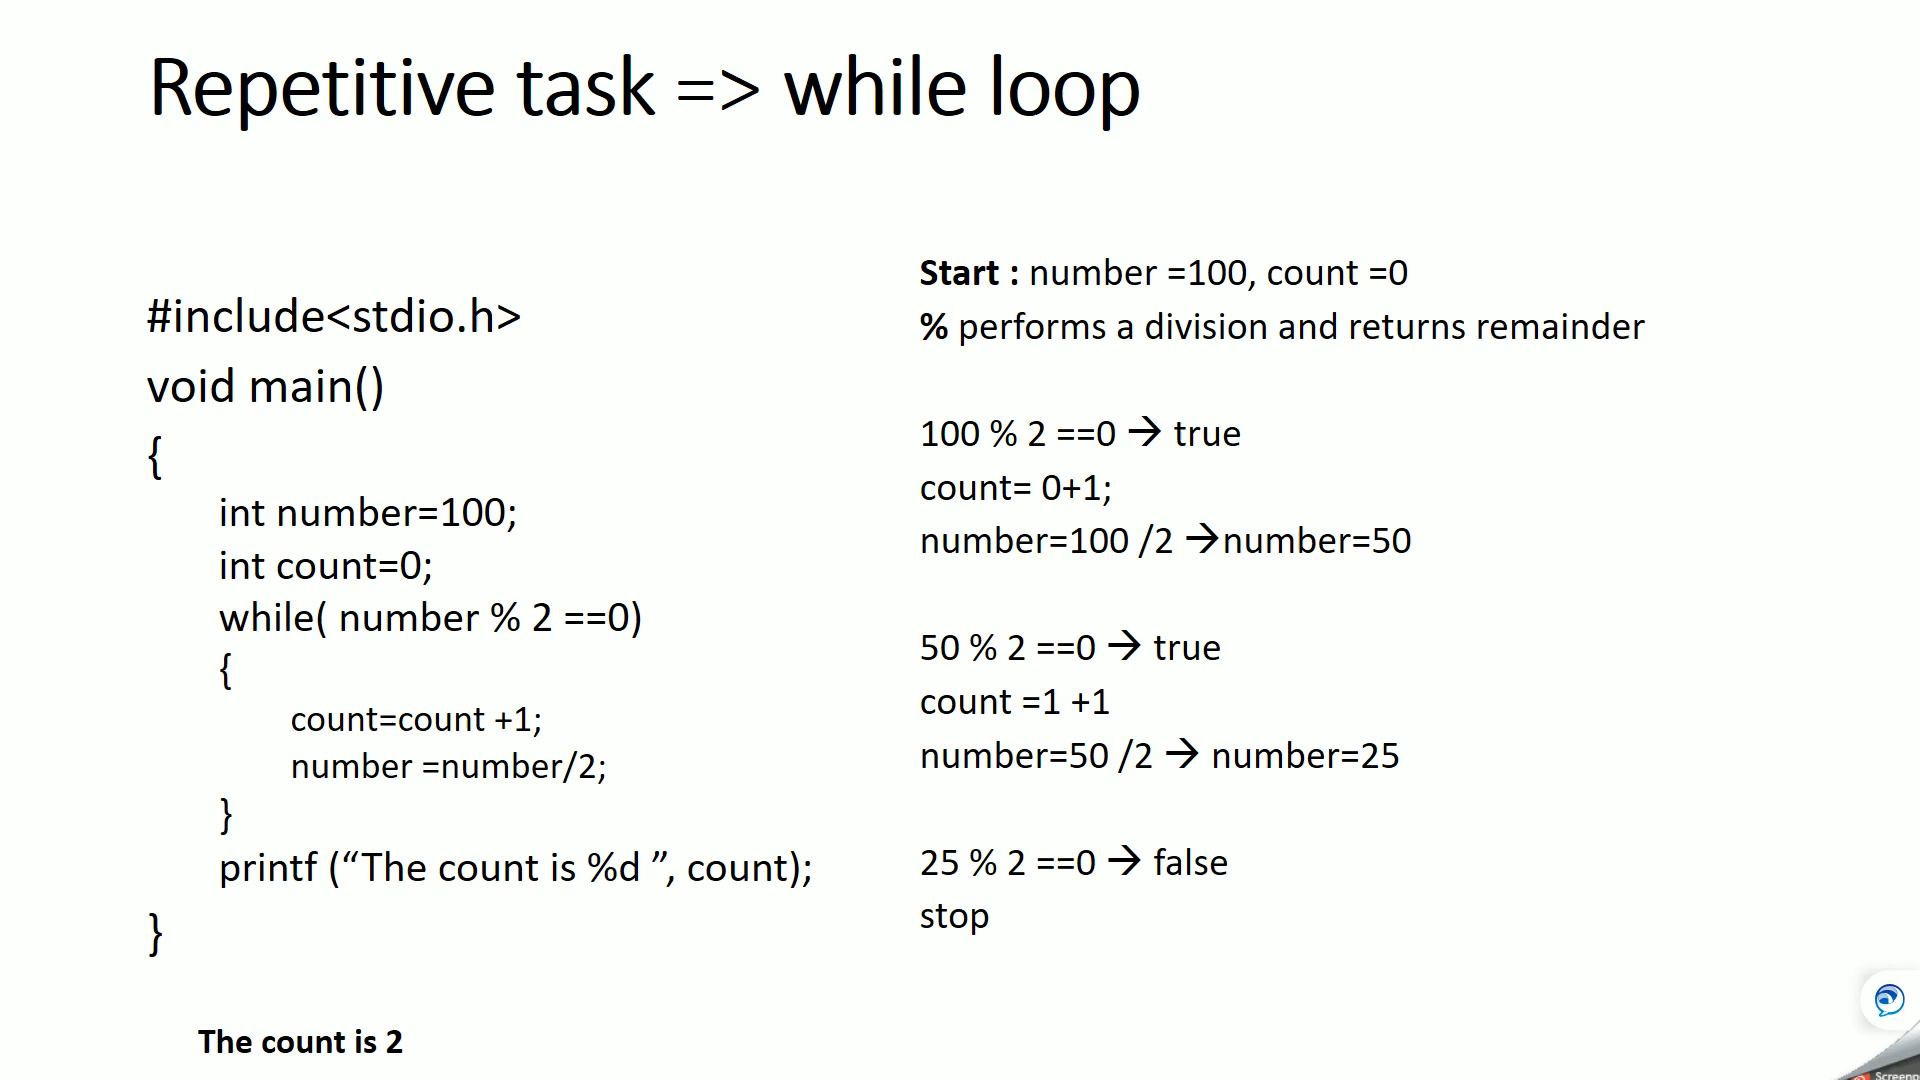 Repetitive task => while loop
#include<stdio.h>
void main()
{
int number=100;
int count=0;
while( number % 2 ==0)
{
count=count +1;
number =number/2;
}
printf (“The count is %d ”, count);
}
The count is 2
Start : number =100, count =0
% performs a division and returns remainder
100 % 2 ==0 → true
count= 0+1;
number=100 /2 →number=50
50 % 2 ==0 → true
count =1 +1
number=50 /2 → number=25
25 % 2 ==0 → false
stop